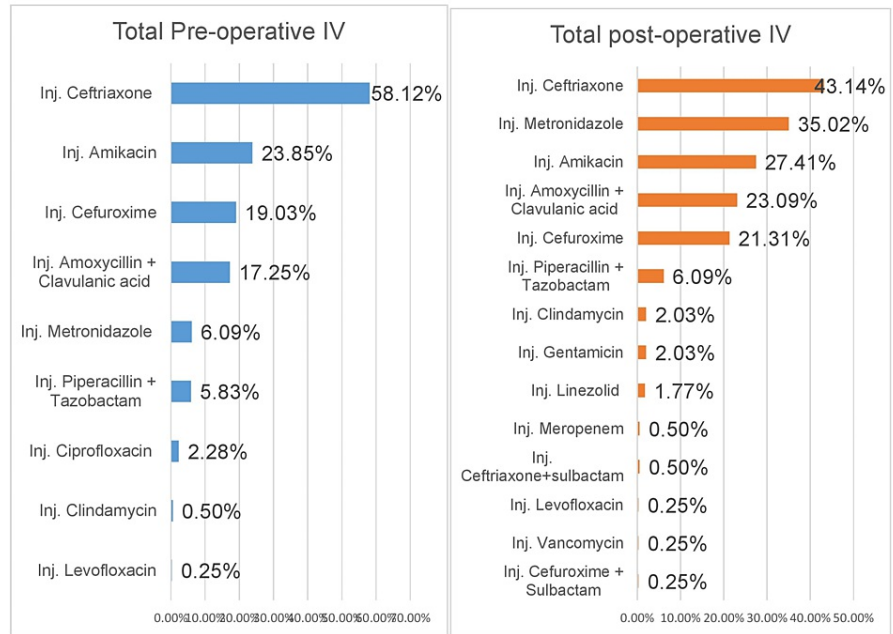 Total Pre-operative IV
Inj. Ceftriaxone
58.12%
Inj. Amikacin
23.85%
Inj. Cefuroxime
19.03%
Inj. Amoxycillin +
Clavulanic acid
17.25%
Inj. Metronidazole
6.09%
Inj. Piperacillin +
Tazobactam
5.83%
Inj. Ciprofloxacin
2.28%
Inj. Clindamycin
0.50%
Inj. Levofloxacin
0.25%
0.00% 10.00% 20.00% 30.00% 40.00% 50.00% 60.00% 70.00%
Total post-operative IV
Inj. Ceftriaxone
43.14%
Inj. Metronidazole
35.02%
Inj. Amikacin
27.41%
Inj. Amoxycillin +
Clavulanic acid
23.09%
Inj. Cefuroxime
21.31%
Inj. Piperacillin +
Tazobactam
6.09%
Inj. Clindamycin
2.03%
Inj. Gentamicin
2.03%
Inj. Linezolid
1.77%
Inj. Meropenem
0.50%
Inj.
Ceftriaxone+sulbactam
0.50%
Inj. Levofloxacin
0.25%
Inj. Vancomycin
0.25%
Inj. Cefuroxime +
Sulbactam
0.25%
0.00% 10.00% 20.00% 30.00% 40.00% 50.00%